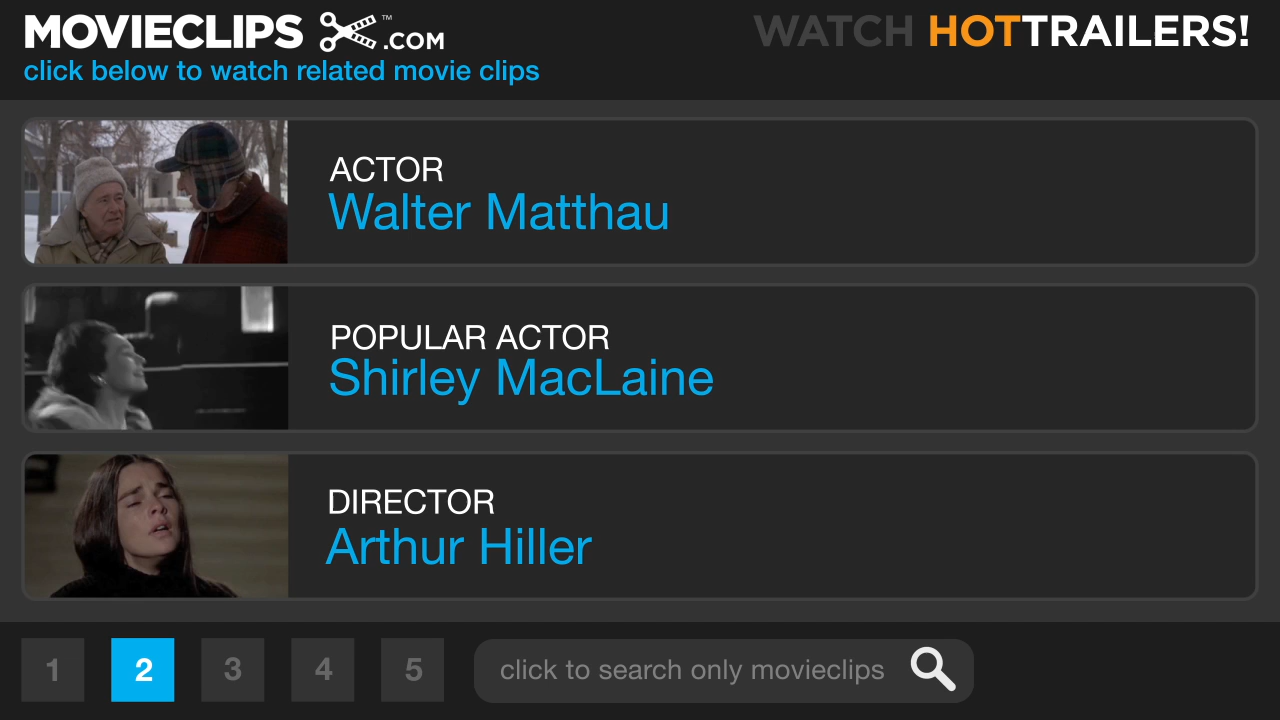 MOVIECLIPS ™ .COM
WATCH HOTTRAILERS!
click below to watch related movie clips
ACTOR
Walter Matthau
POPULAR ACTOR
Shirley MacLaine
DIRECTOR
Arthur Hiller
1 2 3 4 5 click to search only movieclips